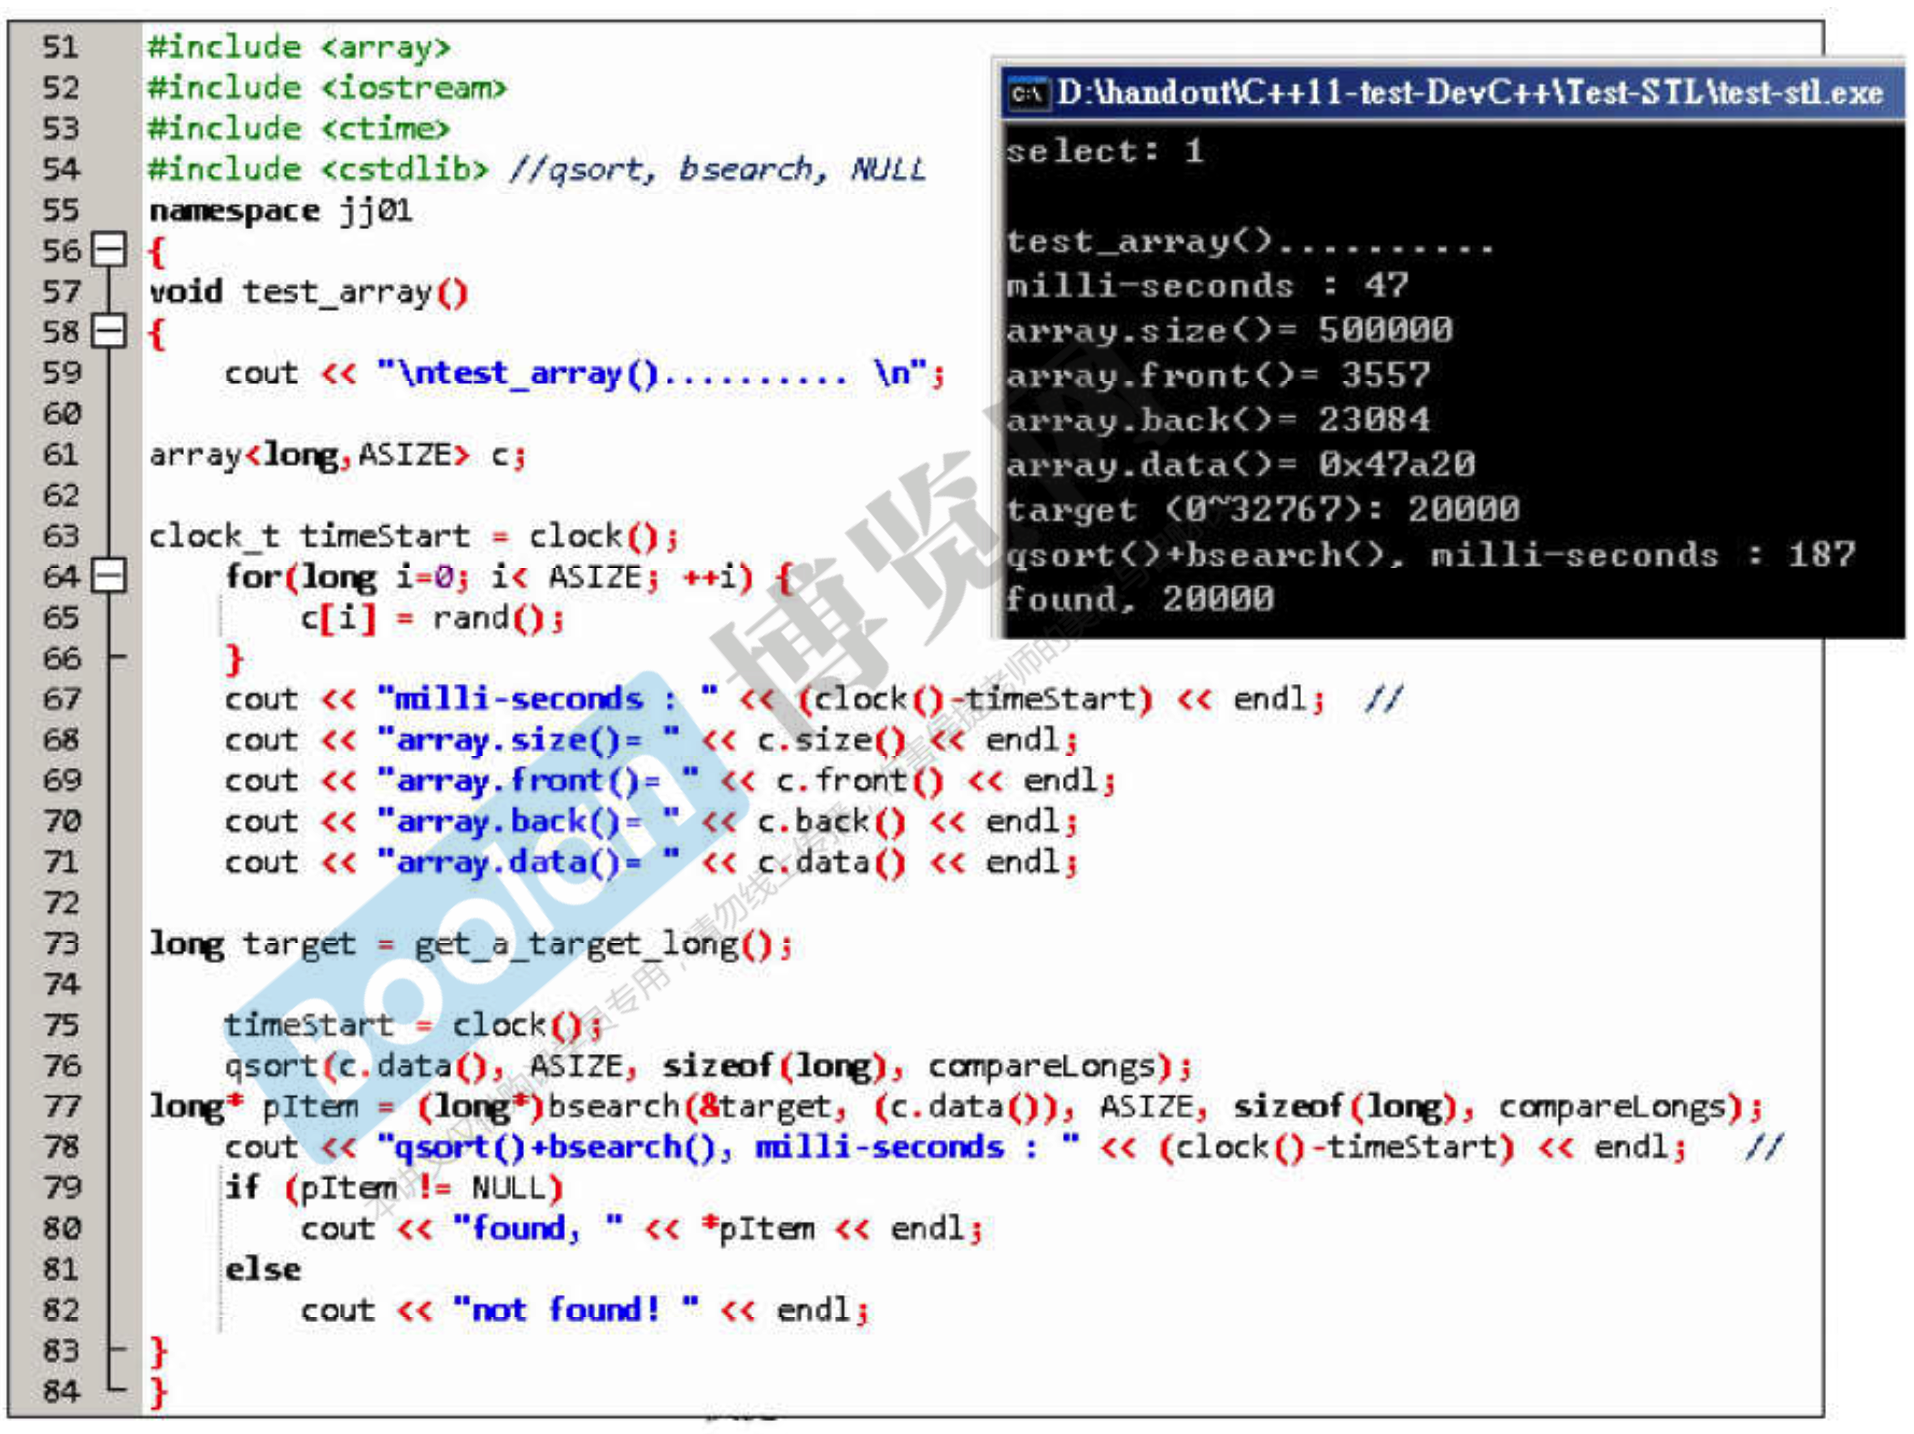 51 #include <array>
52 #include <iostream>
53 #include <ctime>
54 #include <cstdlib> //qsort, bsearch, NULL
55 namespace jj01
56 {
57 void test_array()
58 {
59 cout << "\ntest_array().......... \n";
60
61 array<long,ASIZE> c;
62
63 clock_t timeStart = clock();
64 for(long i=0; i< ASIZE; ++i) {
65 c[i] = rand();
66 }
67 cout << "milli-seconds : " << (clock()-timeStart) << endl; //
68 cout << "array.size()= " << c.size() << endl;
69 cout << "array.front()= " << c.front() << endl;
70 cout << "array.back()= " << c.back() << endl;
71 cout << "array.data()= " << c.data() << endl;
72
73 long target = get_a_target_long();
74
75 timeStart = clock();
76 qsort(c.data(), ASIZE, sizeof(long), compareLongs);
77 long* pItem = (long*)bsearch(&target, (c.data()), ASIZE, sizeof(long), compareLongs);
78 cout << "qsort()+bsearch(), milli-seconds : " << (clock()-timeStart) << endl; //
79 if (pItem != NULL)
80 cout << "found, " << *pItem << endl;
81 else
82 cout << "not found! " << endl;
83 }
84 }
D:\handout\C++11-test-DevC++\Test-STL\test-stl.exe
select: 1
test_array()..........
milli-seconds : 47
array.size()= 500000
array.front()= 3557
array.back()= 23084
array.data()= 0x47a20
target (0~32767): 20000
qsort()+bsearch(), milli-seconds : 187
found, 20000
Boolan
博览网